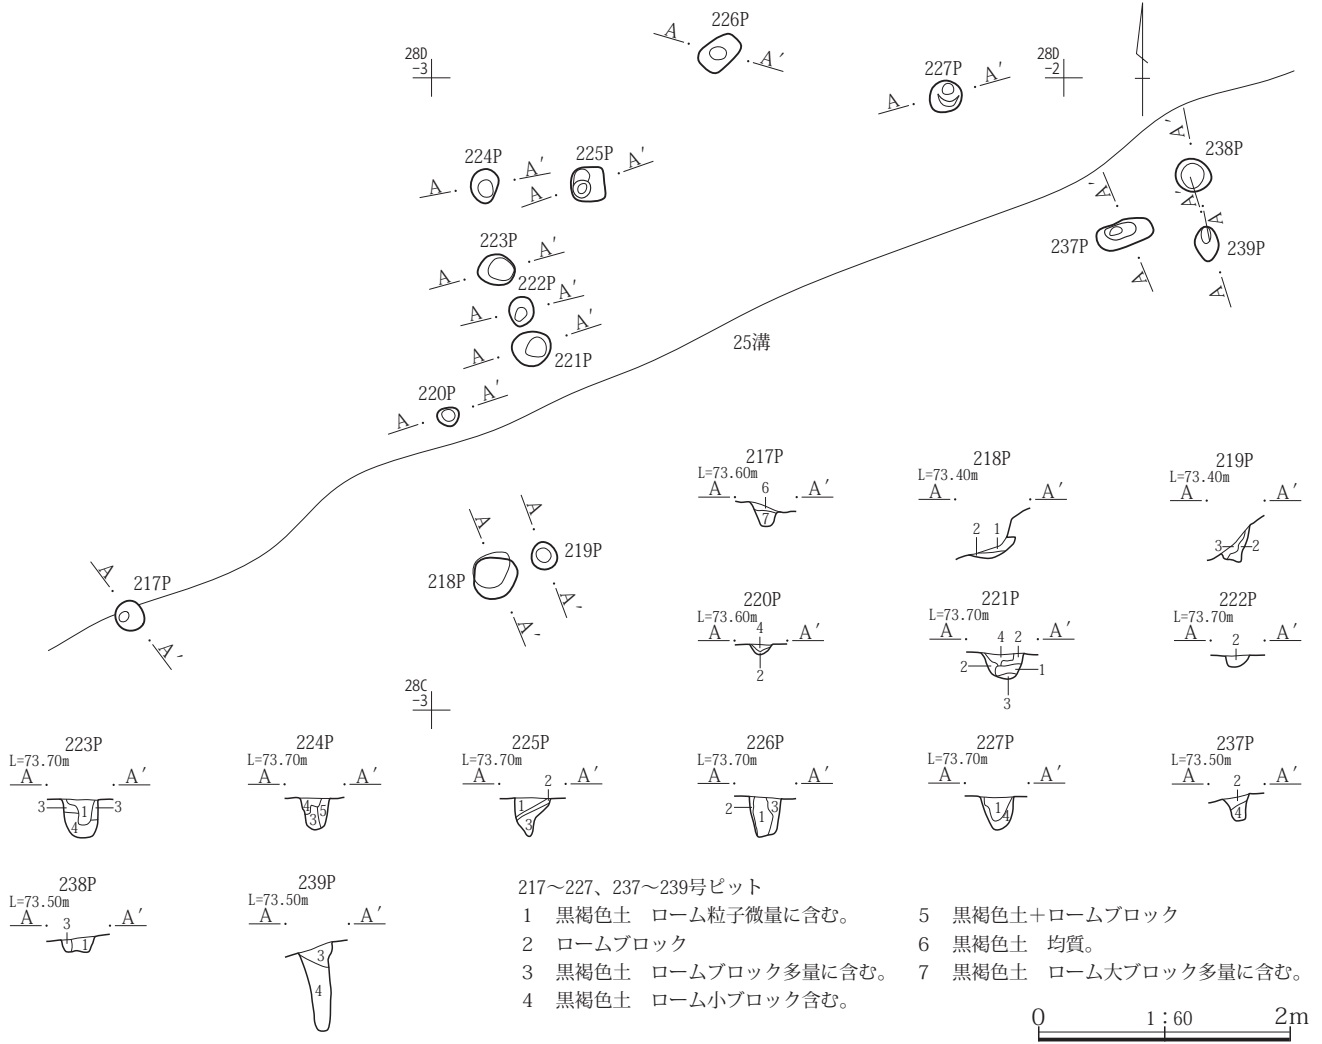 226P
A
A′
28D
-3
28D
-2
227P
A
A′
238P
A′
A
224P
A
A′
225P
A
A′
237P
A′
A
239P
A′
A
223P
A
A′
222P
A
A′
221P
A
A′
25溝
220P
A
A′
219P
A
A′
218P
A
A′
217P
A
A′
28C
-3
217P
L=73.60m
A
A′
6
7
218P
L=73.40m
A
A′
2
1
219P
L=73.40m
A
A′
3
2
220P
L=73.60m
A
A′
4
2
221P
L=73.70m
A
A′
4
2
2
1
3
222P
L=73.70m
A
A′
2
223P
L=73.70m
A
A′
3
1
3
4
224P
L=73.70m
A
A′
4
3
5
225P
L=73.70m
A
A′
2
1
3
226P
L=73.70m
A
A′
2
1
3
227P
L=73.70m
A
A′
1
4
237P
L=73.50m
A
A′
2
4
238P
L=73.50m
A
A′
3
1
239P
L=73.50m
A
A′
3
4
217～227、237～239号ピット
1 黒褐色土 ローム粒子微量に含む。
2 ロームブロック
3 黒褐色土 ロームブロック多量に含む。
4 黒褐色土 ローム小ブロック含む。
5 黒褐色土＋ロームブロック
6 黒褐色土 均質。
7 黒褐色土 ローム大ブロック多量に含む。
0 1：60 2m